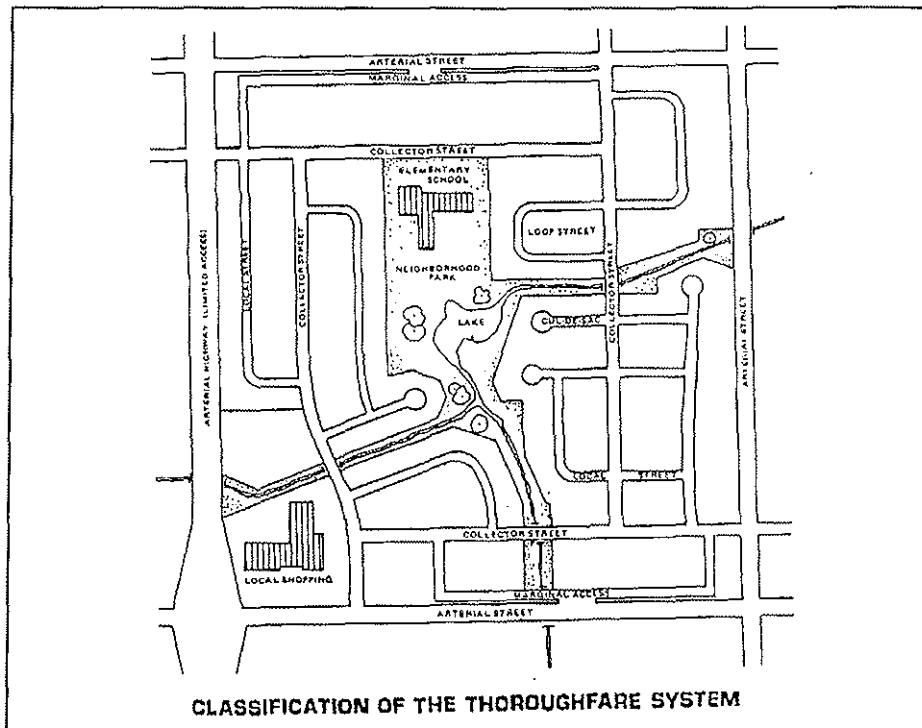 ARTERIAL STREET
MARGINAL ACCESS
COLLECTOR STREET
ELEMENTARY
SCHOOL
LOOP STREET
NEIGHBORHOOD
PARK
LAKE
CUL-DE-SAC
ARTERIAL HIGHWAY (LIMITED ACCESS)
LOCAL STREET
COLLECTOR STREET
COLLECTOR STREET
ARTERIAL STREET
LOCAL STREET
COLLECTOR STREET
LOCAL SHOPPING
MARGINAL ACCESS
ARTERIAL STREET
CLASSIFICATION OF THE THOROUGHFARE SYSTEM